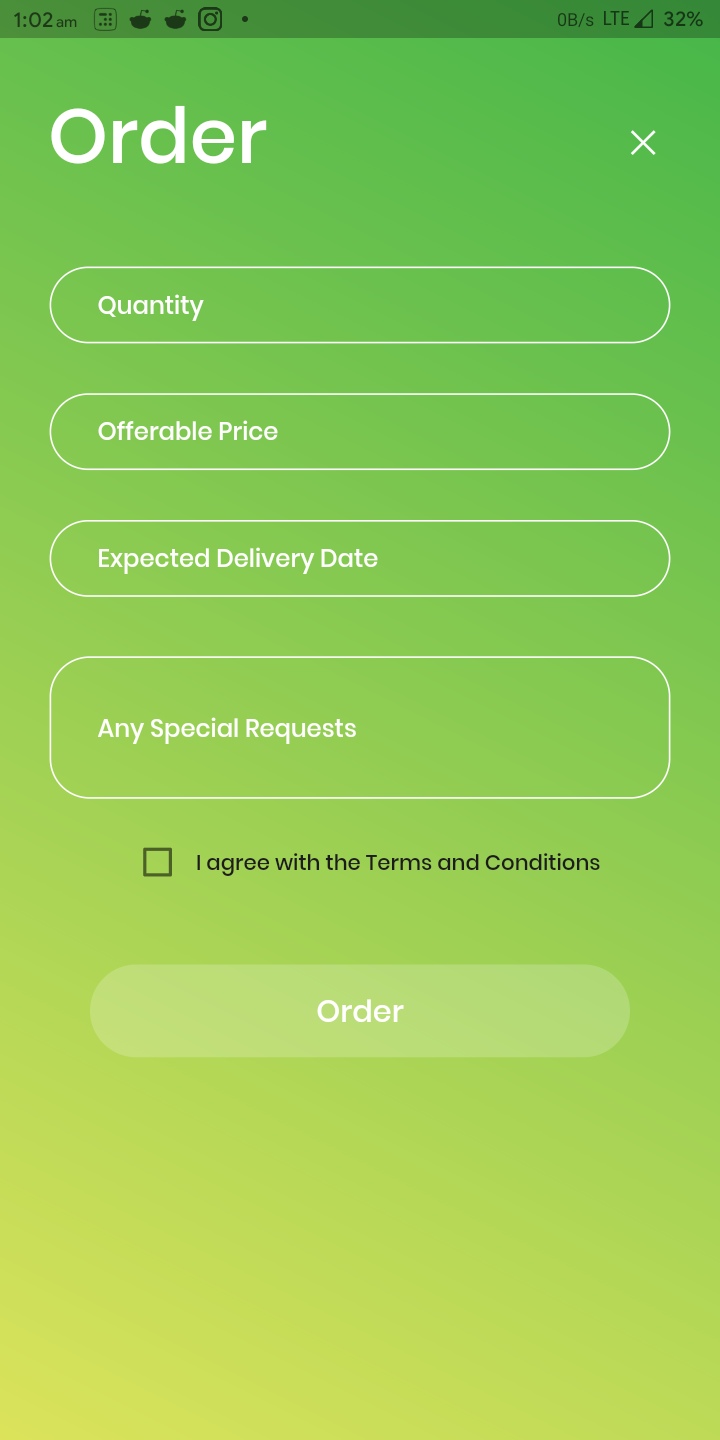 1:02 am 0B/s LTE 32%
Order
Quantity
Offerable Price
Expected Delivery Date
Any Special Requests
I agree with the Terms and Conditions
Order